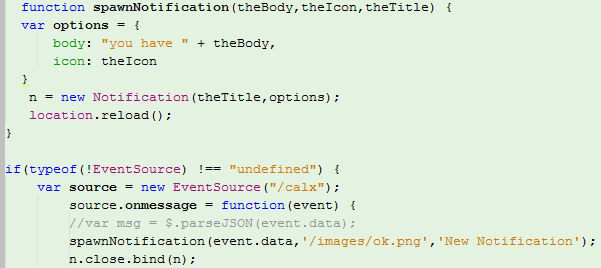 function spawnNotification(theBody,theIcon,theTitle) {
var options = {
body: "you have " + theBody,
icon: theIcon
}
n = new Notification(theTitle,options);
location.reload();
}
if(typeof(!EventSource) !== "undefined") {
var source = new EventSource("/calx");
source.onmessage = function(event) {
//var msg = $.parseJSON(event.data);
spawnNotification(event.data,'/images/ok.png','New Notification');
n.close.bind(n);